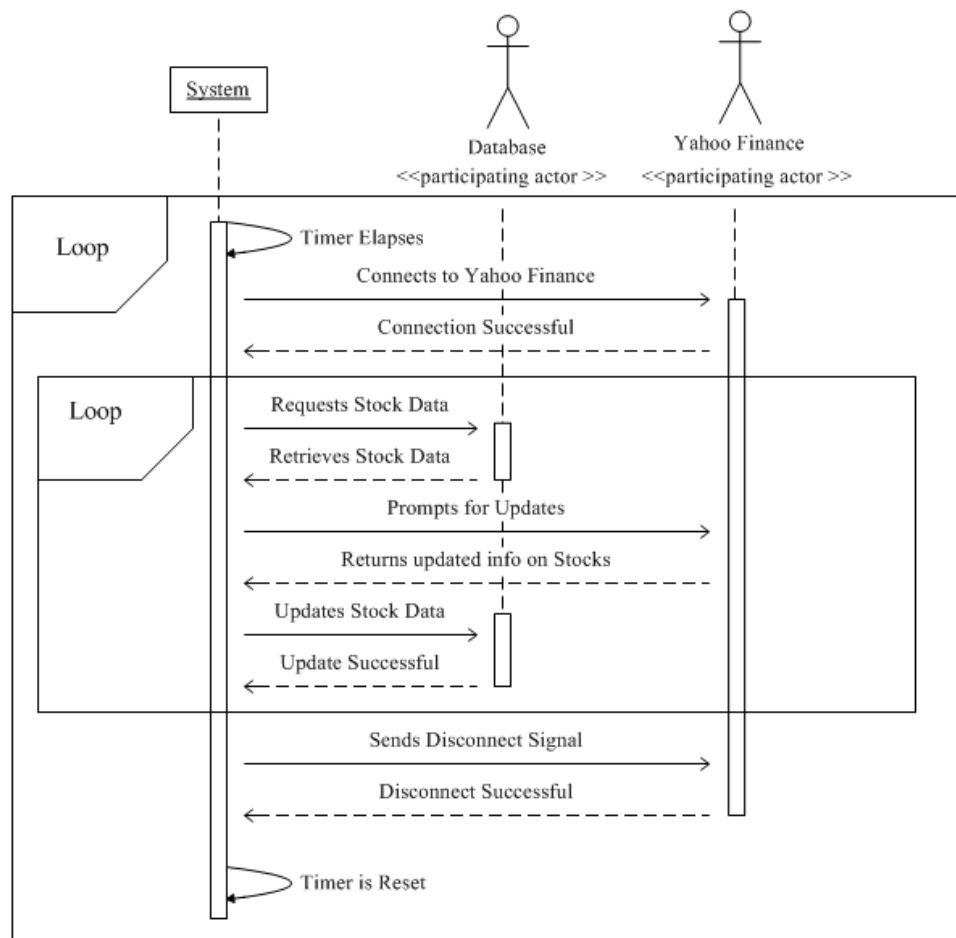 System
Database
<<participating actor >>
Yahoo Finance
<<participating actor >>
Loop
Timer Elapses
Connects to Yahoo Finance
Connection Successful
Loop
Requests Stock Data
Retrieves Stock Data
Prompts for Updates
Returns updated info on Stocks
Updates Stock Data
Update Successful
Sends Disconnect Signal
Disconnect Successful
Timer is Reset